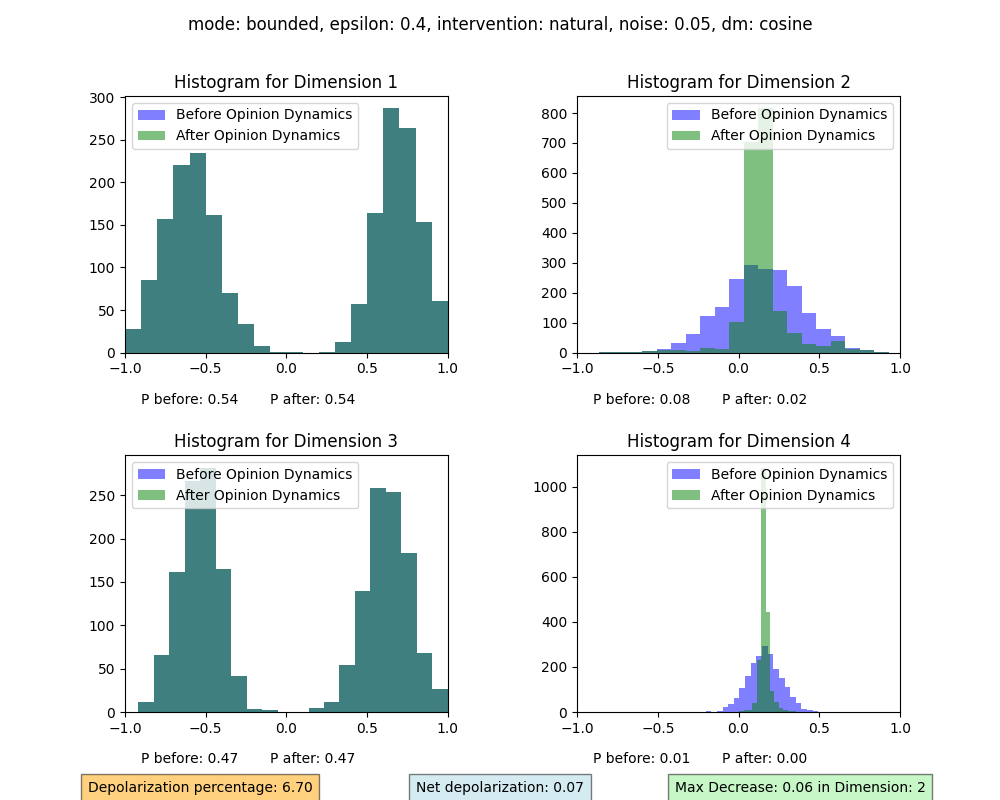 mode: bounded, epsilon: 0.4, intervention: natural, noise: 0.05, dm: cosine
Histogram for Dimension 1
Before Opinion Dynamics
After Opinion Dynamics
300
250
200
150
100
50
0
−1.0 −0.5 0.0 0.5 1.0
P before: 0.54 P after: 0.54
Histogram for Dimension 2
Before Opinion Dynamics
After Opinion Dynamics
800
700
600
500
400
300
200
100
0
−1.0 −0.5 0.0 0.5 1.0
P before: 0.08 P after: 0.02
Histogram for Dimension 3
Before Opinion Dynamics
After Opinion Dynamics
250
200
150
100
50
0
−1.0 −0.5 0.0 0.5 1.0
P before: 0.47 P after: 0.47
Histogram for Dimension 4
Before Opinion Dynamics
After Opinion Dynamics
1000
800
600
400
200
0
−1.0 −0.5 0.0 0.5 1.0
P before: 0.01 P after: 0.00
Depolarization percentage: 6.70
Net depolarization: 0.07
Max Decrease: 0.06 in Dimension: 2